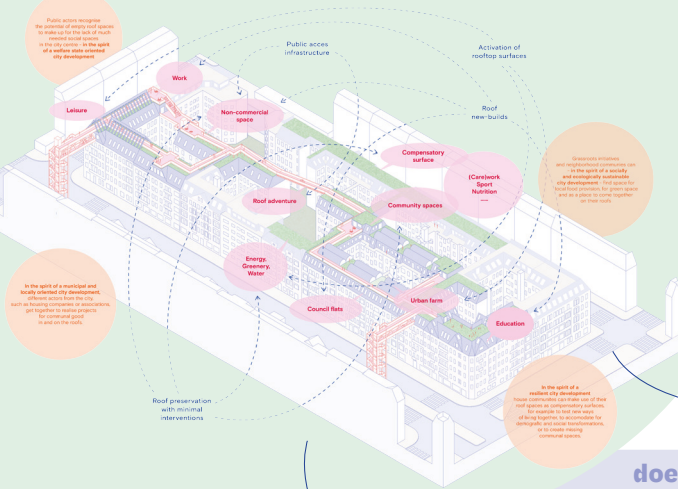 Public actors recognise
the potential of empty roof spaces
to make up for the lack of much
needed social spaces
in the city centre - in the spirit
of a welfare state oriented
city development
Public acces
infrastructure
Activation of
rooftop surfaces
Work
Leisure
Non-commercial
space
Roof
new-builds
Compensatory
surface
(Care)work
Sport
Nutrition
...
Grassroots initiatives
and neighborhood communities can
- in the spirit of a socially
and ecologically sustainable
city development - find space for
local food provision, for green space
and as a place to come together
on their roofs.
Roof adventure
Community spaces
Energy,
Greenery,
Water
In the spirit of a municipal and
locally oriented city development,
different actors from the city,
such as housing companies or associations,
get together to realise projects
for communal good
in and on the roofs.
Council flats
Urban farm
Education
Roof preservation
with minimal
interventions
In the spirit of a
resilient city development
house communities can make use of their
roof spaces as compensatory surfaces,
for example to test new ways
of living together, to accomodate for
demografic and social transformations,
or to create missing
communal spaces.
doe